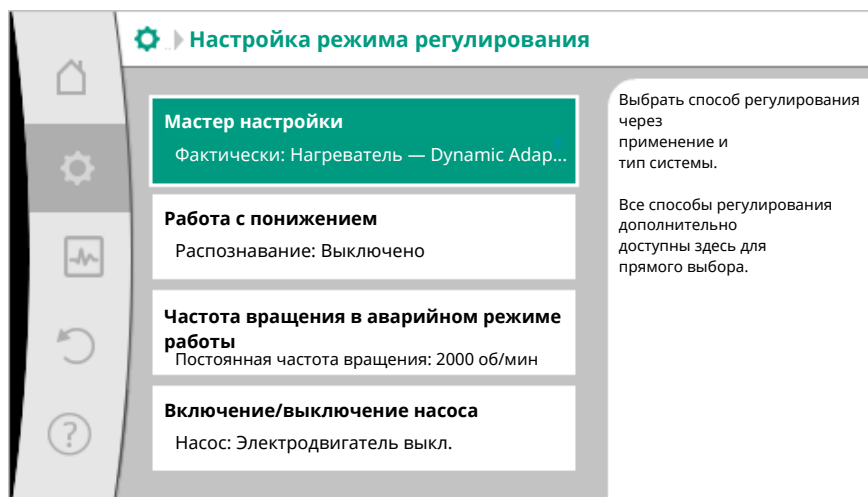 Настройка режима регулирования
Мастер настройки
Фактически: Нагреватель — Dynamic Adap...
Работа с понижением
Распознавание: Выключено
Частота вращения в аварийном режиме
работы
Постоянная частота вращения: 2000 об/мин
Включение/выключение насоса
Насос: Электродвигатель выкл.
Выбрать способ регулирования
через
применение и
тип системы.
Все способы регулирования
дополнительно
доступны здесь для
прямого выбора.